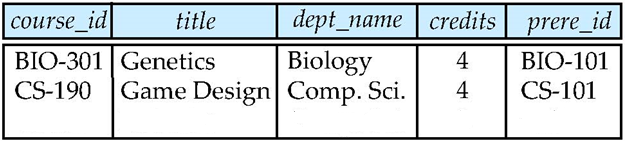 course_id title dept_name credits prere_id
BIO-301 Genetics Biology 4 BIO-101
CS-190 Game Design Comp. Sci. 4 CS-101